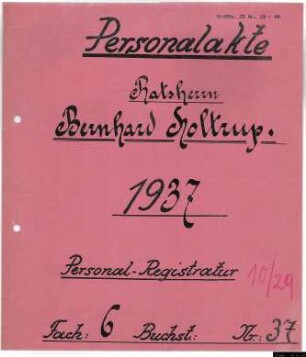 Personalakte
Ratsherrn
Bernhard Holtrup.
1937
Personal-Registratur
10/29
Fach: 6 Buchst: Nr: 37